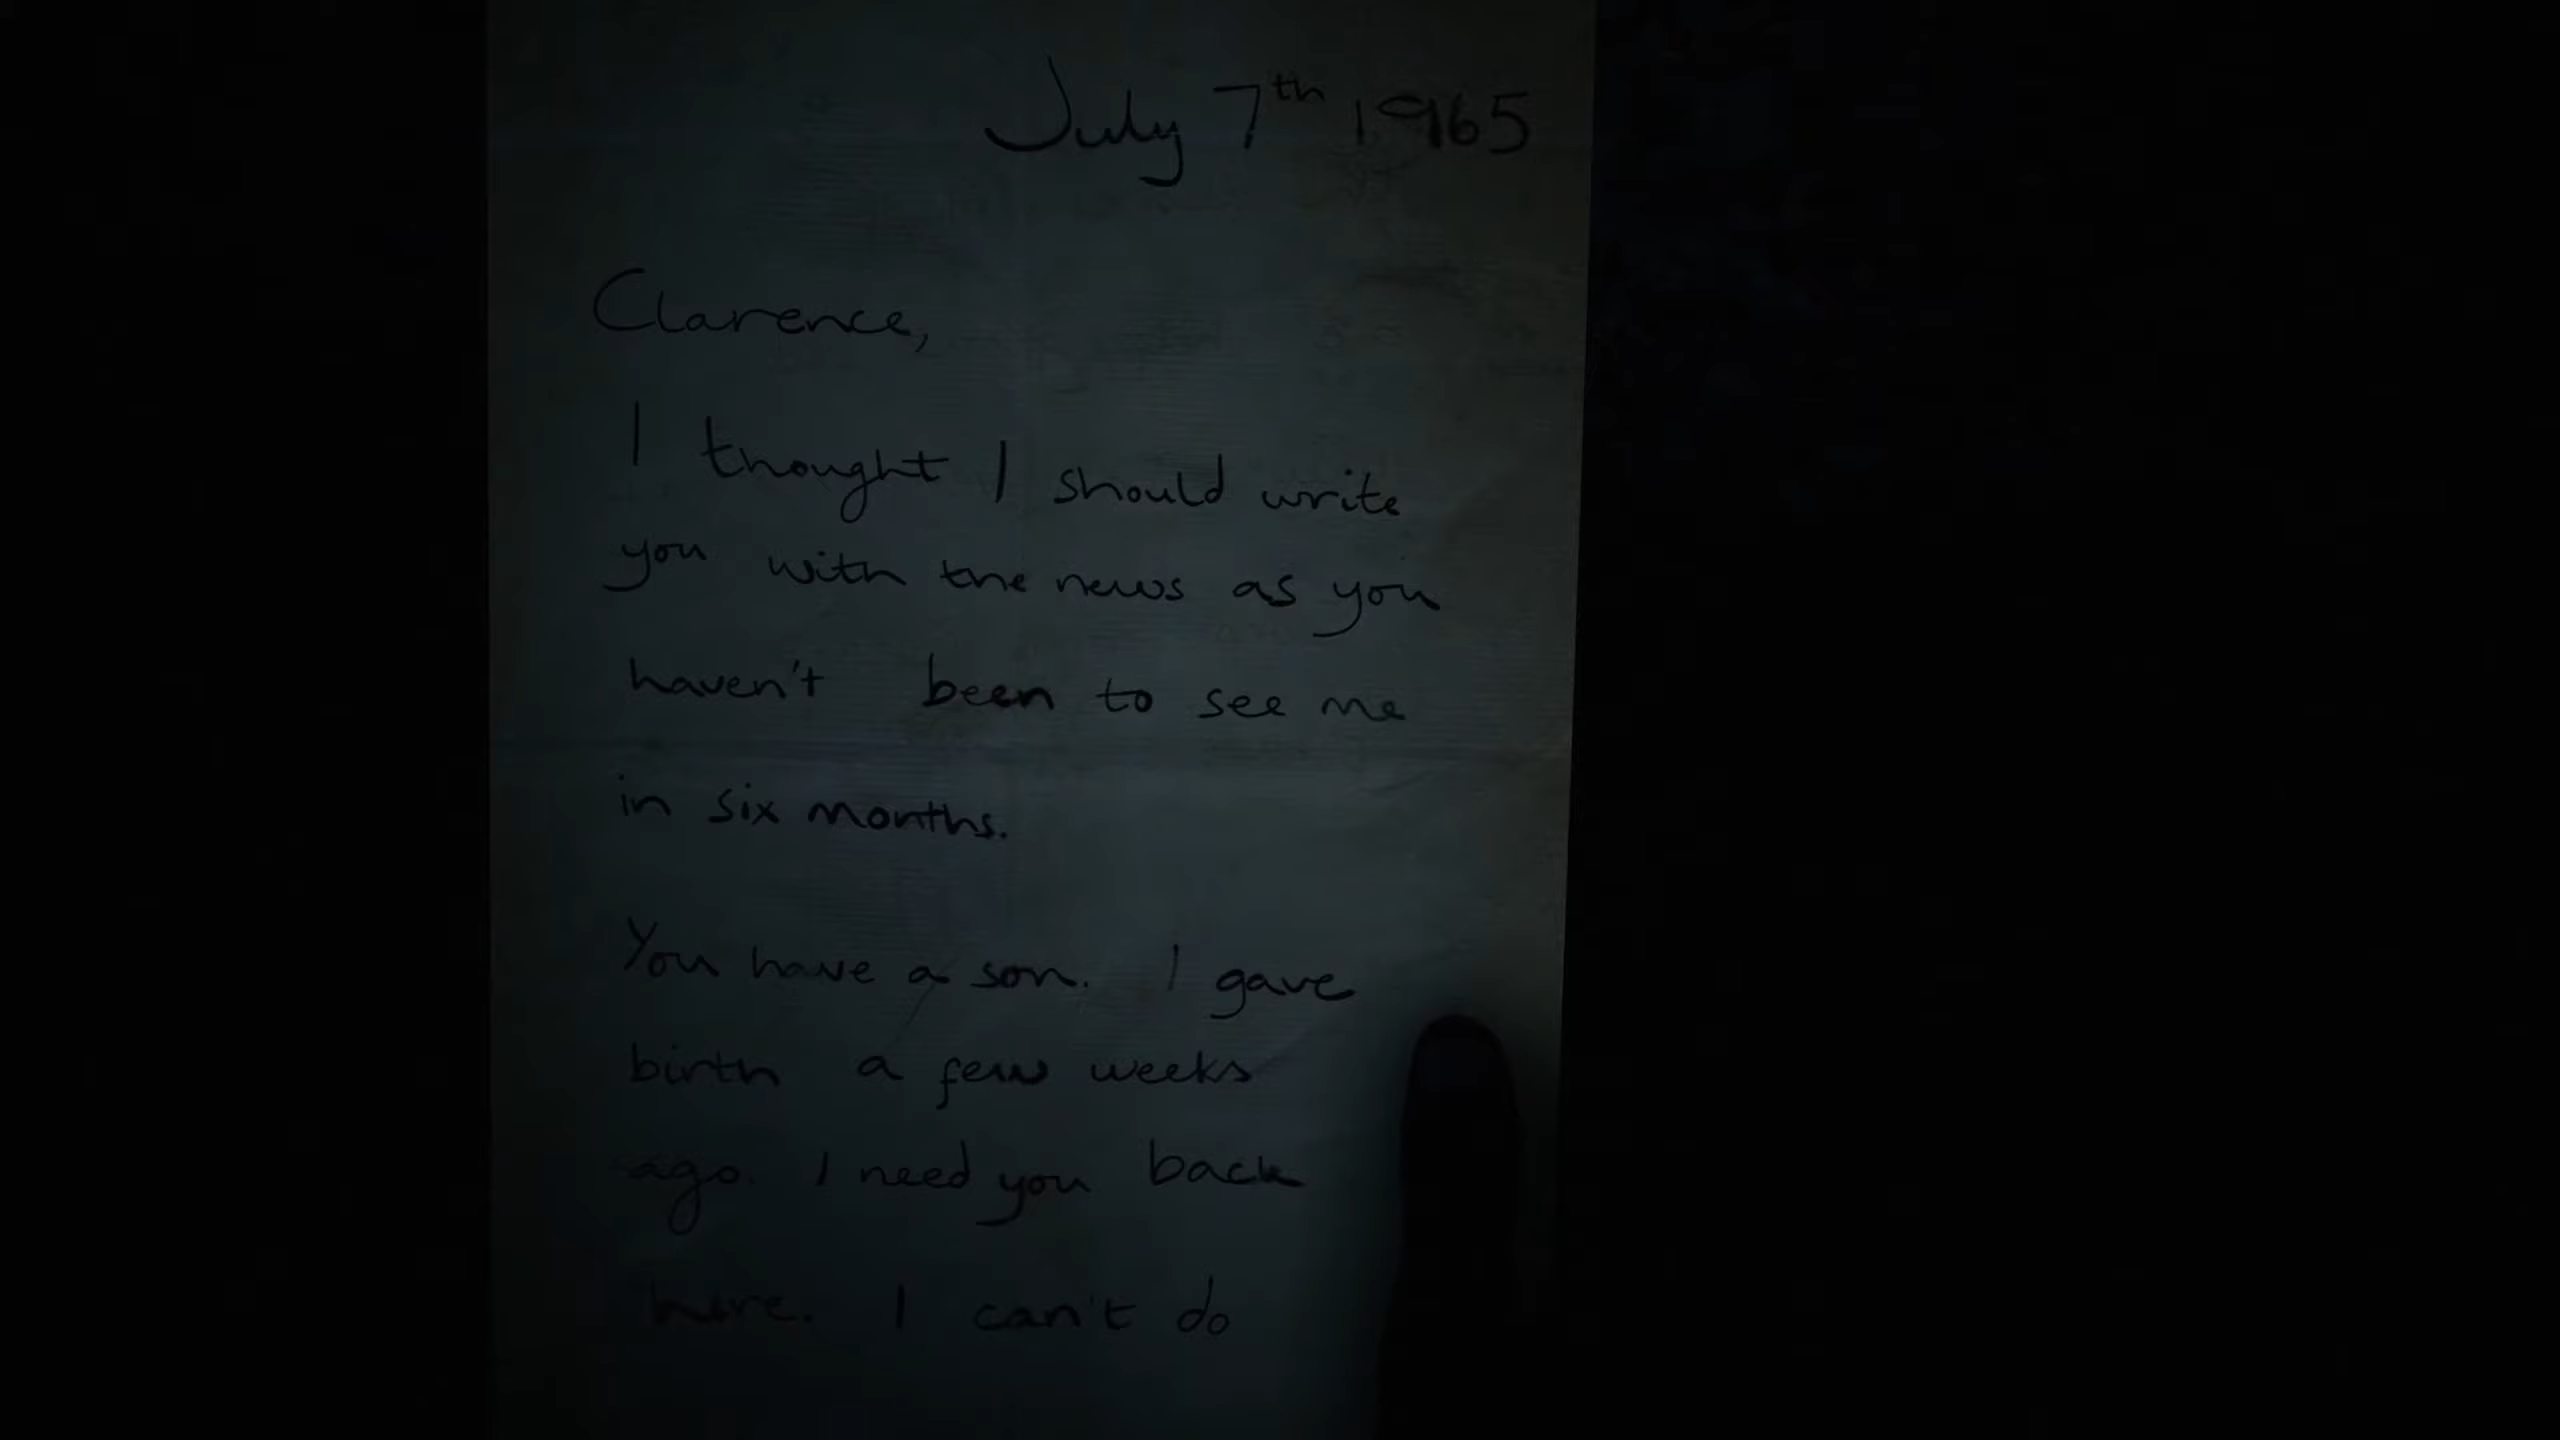 July 7th 1965
Clarence,
I thought I should write
you with the news as you
haven't been to see me
in six months.
You have a son. I gave
birth a few weeks
ago. I need you back
here. I can't do